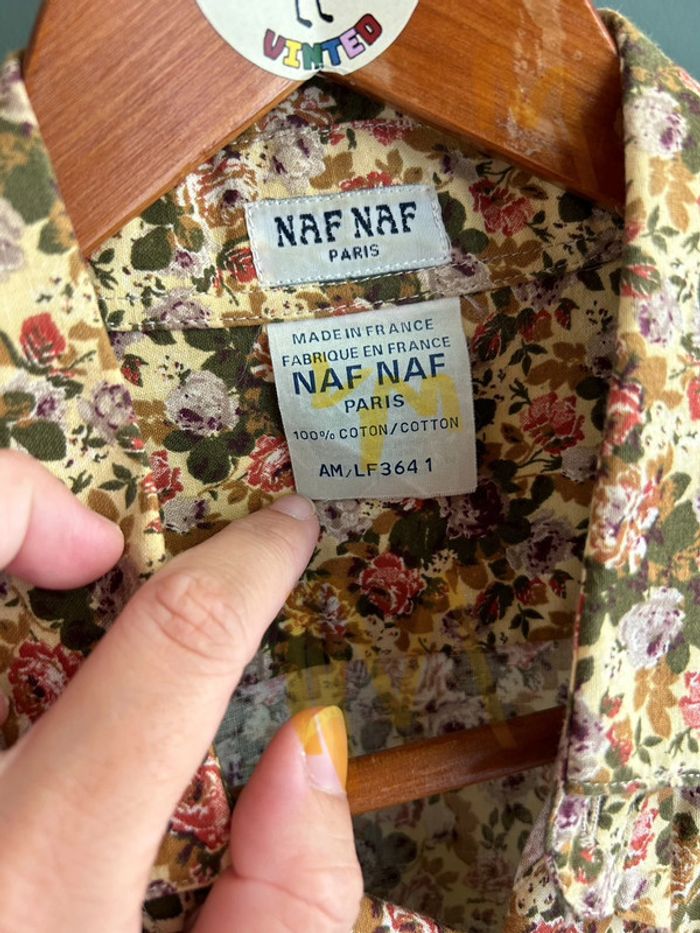 VINTED
NAF NAF
PARIS
MADE IN FRANCE
FABRIQUE EN FRANCE
NAF NAF
PARIS
100% COTON/COTTON
AM/LF3641